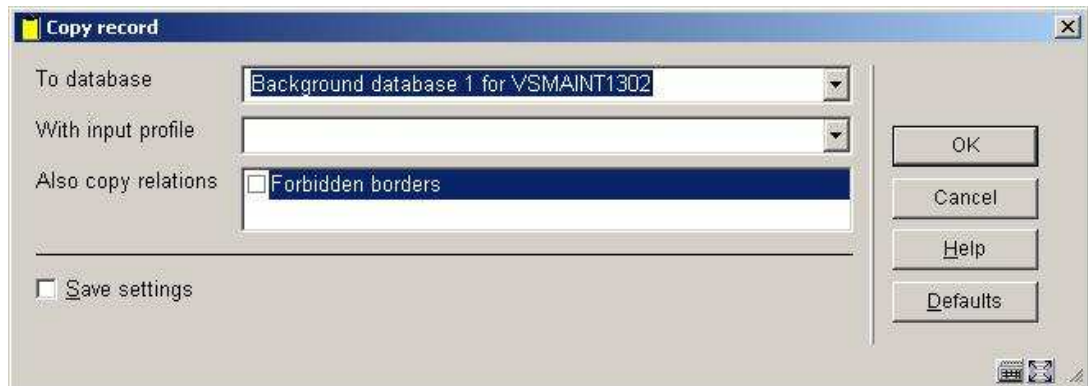 Copy record
To database
Background database 1 for VSMAINT1302
With input profile
Also copy relations
Forbidden borders
Save settings
OK
Cancel
Help
Defaults